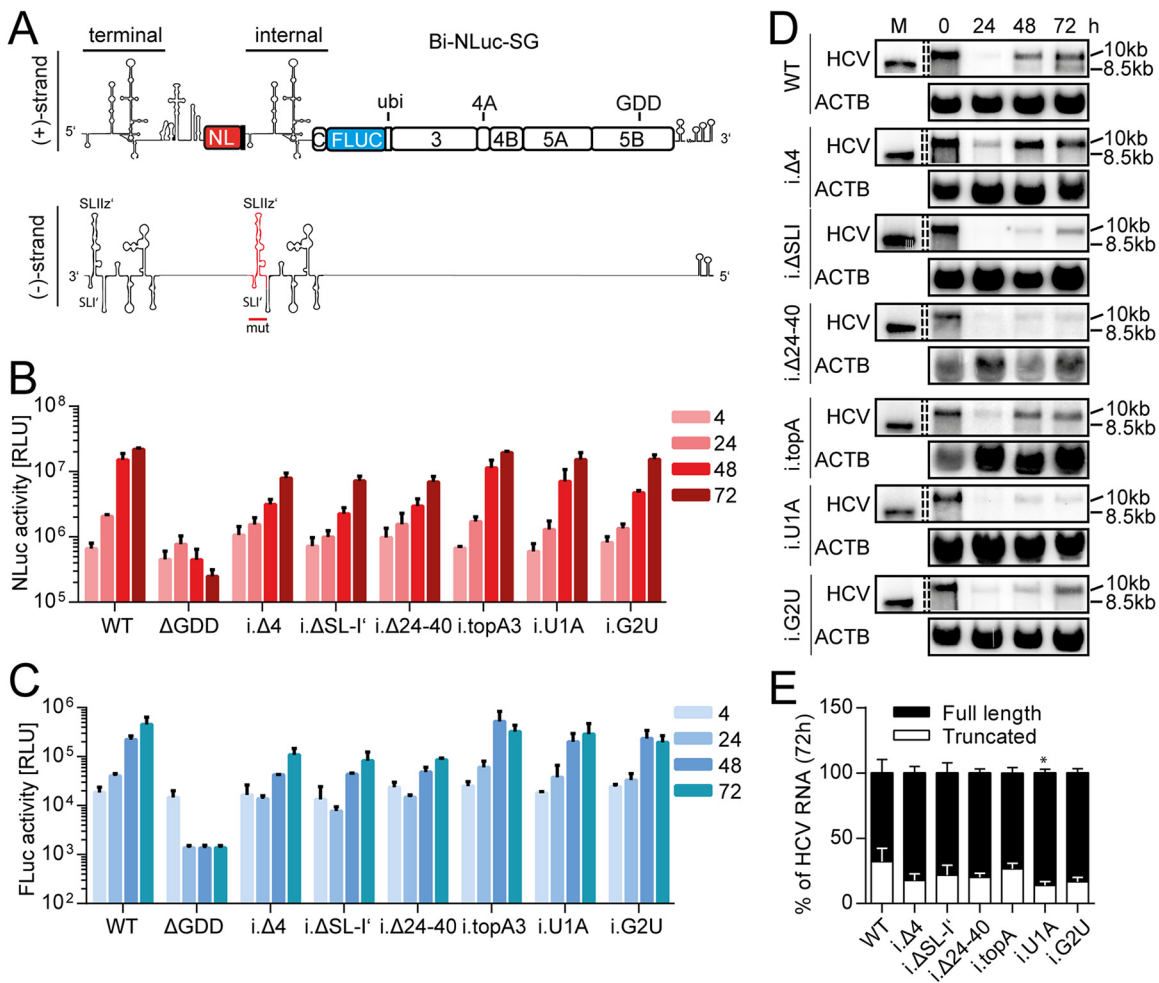 A
terminal
internal
Bi-NLuc-SG
(+)-strand
ubi
4A
GDD
5'
NL
C
FLUC
3
4B
5A
5B
3'
SLIIz'
SLIIz'
(-)-strand
3'
5'
SLI'
SLI'
mut
B
NLuc activity [RLU]
10^8
10^7
10^6
10^5
4
24
48
72
WT ΔGDD i.Δ4 i.ΔSL-I' i.Δ24-40 i.topA3 i.U1A i.G2U
C
FLuc activity [RLU]
10^6
10^5
10^4
10^3
10^2
4
24
48
72
WT ΔGDD i.Δ4 i.ΔSL-I' i.Δ24-40 i.topA3 i.U1A i.G2U
D
M 0 24 48 72 h
WT
HCV
10kb
8.5kb
ACTB
i.Δ4
HCV
10kb
8.5kb
ACTB
i.ΔSLI
HCV
10kb
8.5kb
ACTB
i.Δ24-40
HCV
10kb
8.5kb
ACTB
i.topA
HCV
10kb
8.5kb
ACTB
i.U1A
HCV
10kb
8.5kb
ACTB
i.G2U
HCV
10kb
8.5kb
ACTB
E
% of HCV RNA (72h)
150
100
50
0
Full length
Truncated
*
WT i.Δ4 i.ΔSL-I' i.Δ24-40 i.topA i.U1A i.G2U